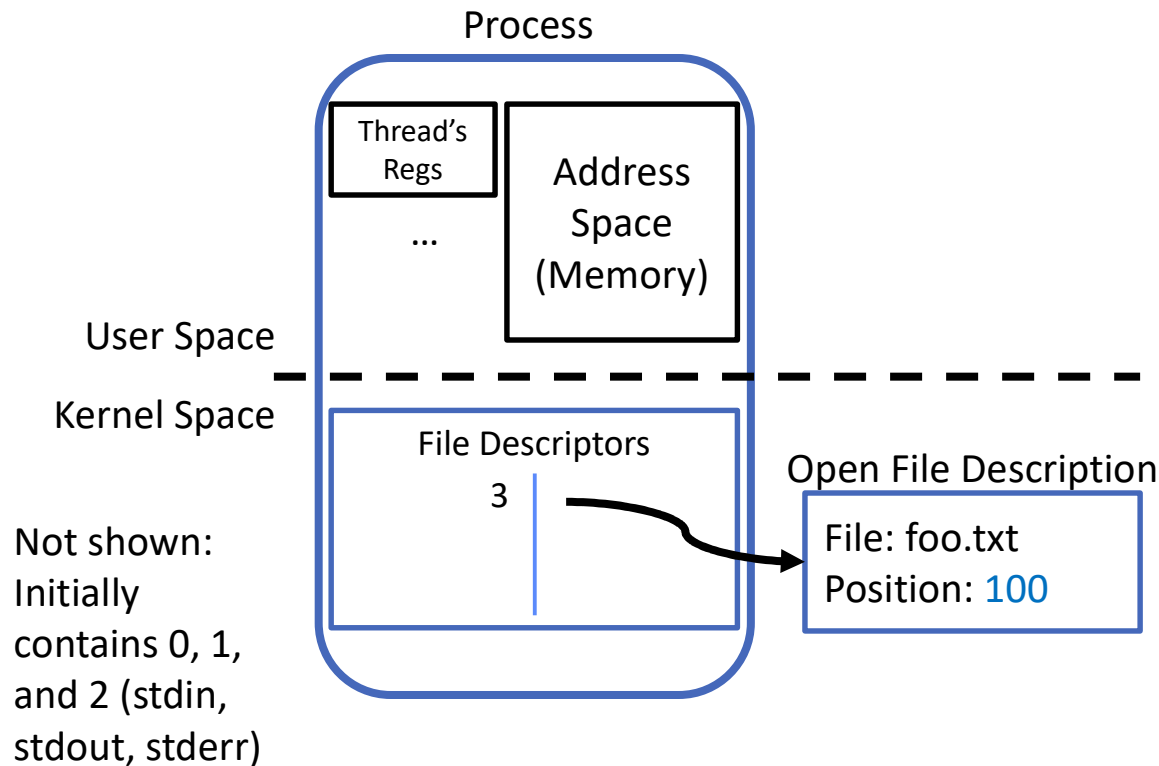 Process
Thread’s
Regs
...
Address
Space
(Memory)
User Space
Kernel Space
File Descriptors
3
Open File Description
File: foo.txt
Position: 100
Not shown:
Initially
contains 0, 1,
and 2 (stdin,
stdout, stderr)